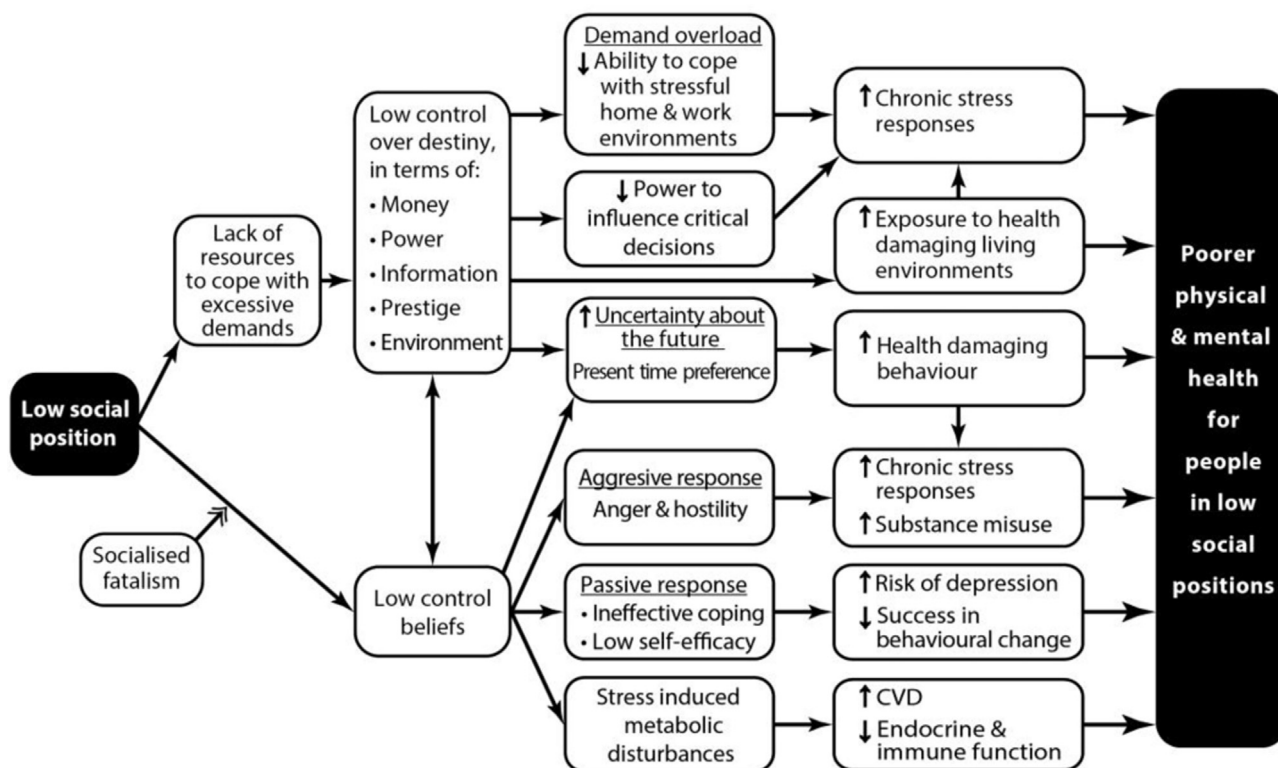 Low social
position
Socialised
fatalism
Lack of
resources
to cope with
excessive
demands
Low control
over destiny,
in terms of:
• Money
• Power
• Information
• Prestige
• Environment
Low control
beliefs
Demand overload
↓ Ability to cope
with stressful
home & work
environments
↓ Power to
influence critical
decisions
↑ Uncertainty about
the future
Present time preference
Aggresive response
Anger & hostility
Passive response
• Ineffective coping
• Low self-efficacy
Stress induced
metabolic
disturbances
↑ Chronic stress
responses
↑ Exposure to health
damaging living
environments
↑ Health damaging
behaviour
↑ Chronic stress
responses
↑ Substance misuse
↑ Risk of depression
↓ Success in
behavioural change
↑ CVD
↓ Endocrine &
immune function
Poorer
physical
& mental
health
for
people
in low
social
positions